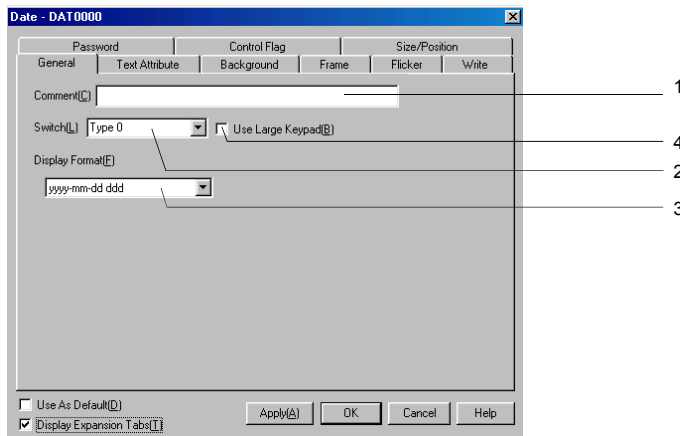 Date - DAT0000
Password Control Flag Size/Position
General Text Attribute Background Frame Flicker Write
Comment(C)
1
Switch(L) Type 0 Use Large Keypad(B)
4
2
Display Format(F)
yyyy-mm-dd ddd
3
Use As Default(D)
Display Expansion Tabs(T)
Apply(A) OK Cancel Help